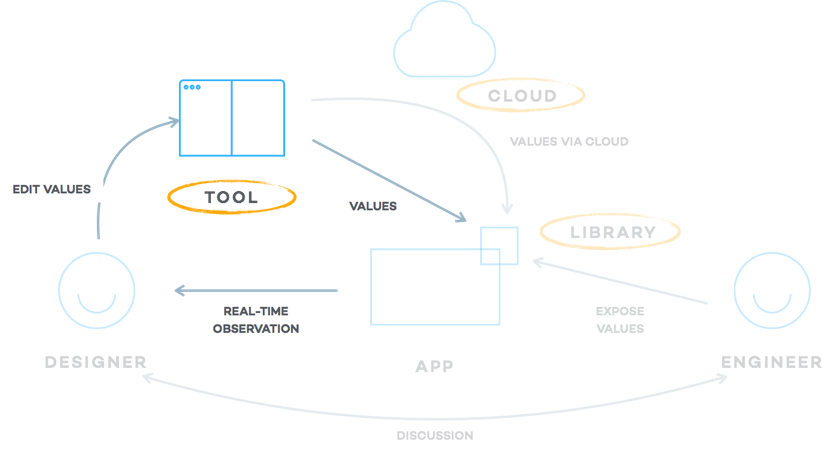 CLOUD
VALUES VIA CLOUD
EDIT VALUES
TOOL
VALUES
LIBRARY
REAL-TIME
OBSERVATION
EXPOSE
VALUES
DESIGNER
APP
ENGINEER
DISCUSSION